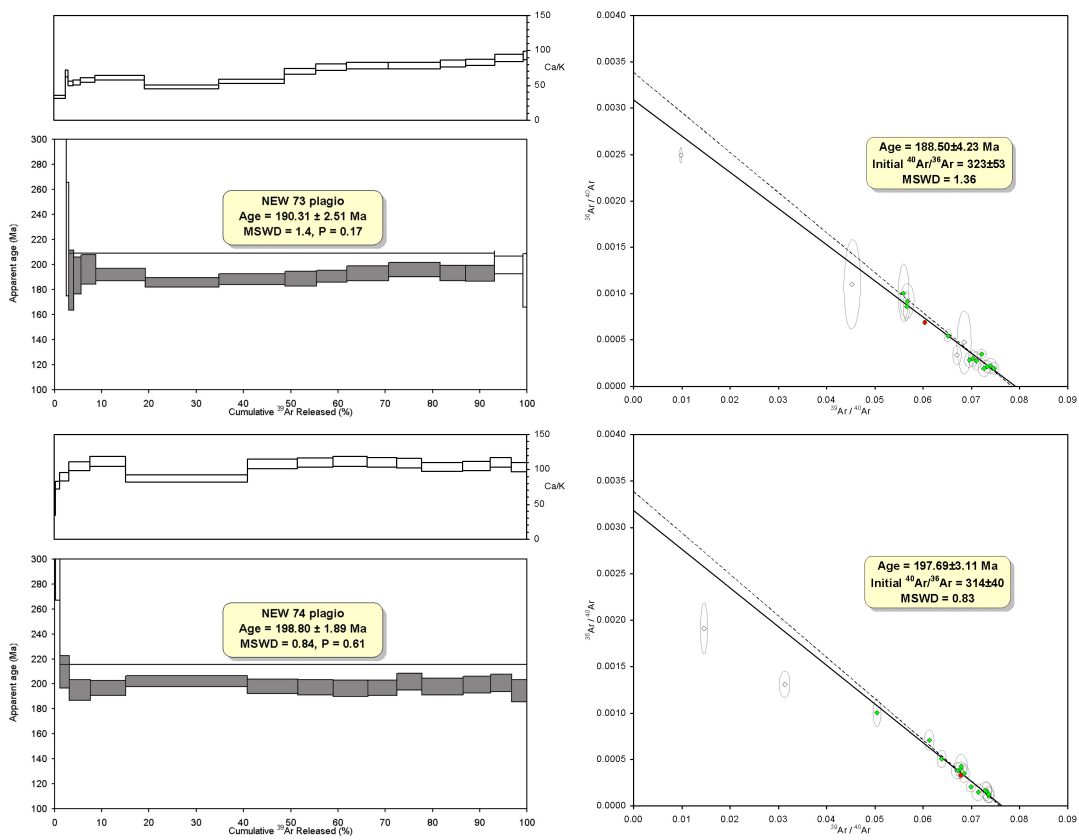 150
100
Ca/K
50
0
300
280
260
240
220
200
180
160
140
120
100
Apparent age (Ma)
NEW 73 plagio
Age = 190.31 ± 2.51 Ma
MSWD = 1.4, P = 0.17
0 10 20 30 40 50 60 70 80 90 100
Cumulative ³⁹Ar Released (%)
0.0040
0.0035
0.0030
0.0025
0.0020
0.0015
0.0010
0.0005
0.0000
³⁶Ar / ⁴⁰Ar
Age = 188.50±4.23 Ma
Initial ⁴⁰Ar/³⁶Ar = 323±53
MSWD = 1.36
0.00 0.01 0.02 0.03 0.04 0.05 0.06 0.07 0.08 0.09
³⁹Ar / ⁴⁰Ar
150
100
Ca/K
50
0
300
280
260
240
220
200
180
160
140
120
100
Apparent age (Ma)
NEW 74 plagio
Age = 198.80 ± 1.89 Ma
MSWD = 0.84, P = 0.61
0 10 20 30 40 50 60 70 80 90 100
Cumulative ³⁹Ar Released (%)
0.0040
0.0035
0.0030
0.0025
0.0020
0.0015
0.0010
0.0005
0.0000
³⁶Ar / ⁴⁰Ar
Age = 197.69±3.11 Ma
Initial ⁴⁰Ar/³⁶Ar = 314±40
MSWD = 0.83
0.00 0.01 0.02 0.03 0.04 0.05 0.06 0.07 0.08 0.09
³⁹Ar / ⁴⁰Ar